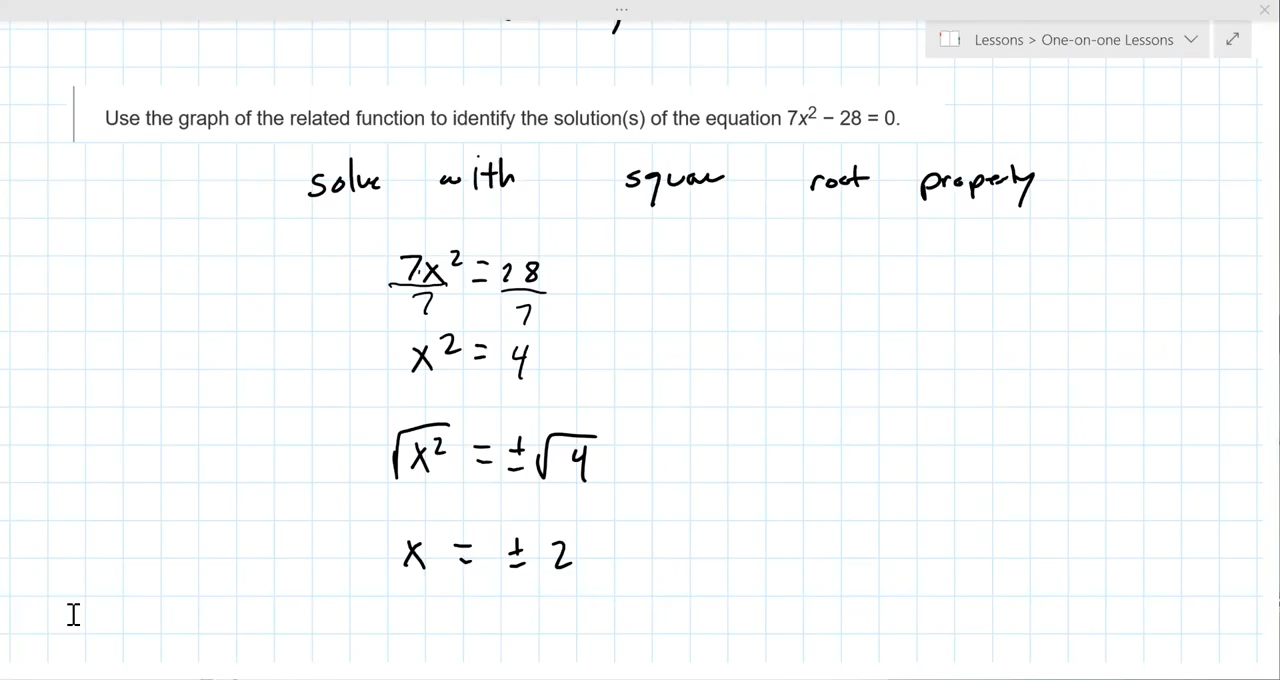 Lessons > One-on-one Lessons
Use the graph of the related function to identify the solution(s) of the equation 7x² − 28 = 0.
solve with square root property
7x² = 28
7 7
x² = 4
√x² = ±√4
x = ± 2